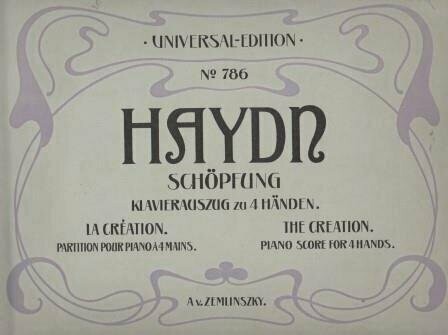 · UNIVERSAL-EDITION ·
No 786
HAYDN
SCHÖPFUNG
KLAVIERAUSZUG zu 4 HÄNDEN.
LA CRÉATION.
PARTITION POUR PIANO à 4 MAINS.
THE CREATION.
PIANO SCORE FOR 4 HANDS.
A v. ZEMLINSZKY.